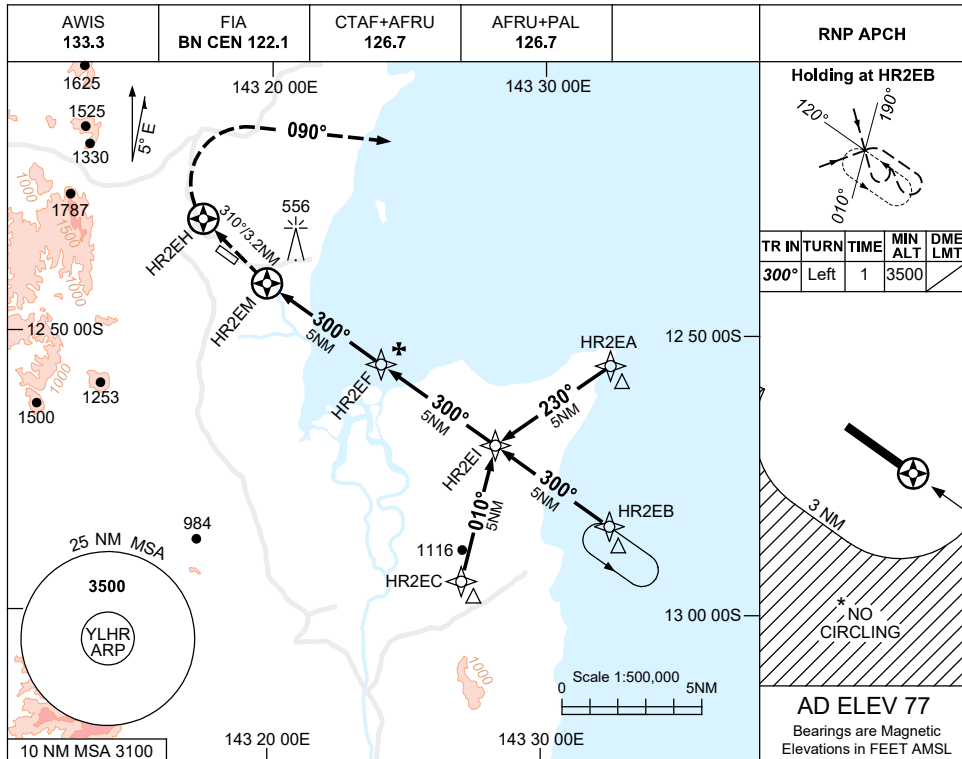 AWIS
133.3
FIA
BN CEN 122.1
CTAF+AFRU
126.7
AFRU+PAL
126.7
RNP APCH
1625
1525
1330
1787
1000
1500
1000
1000
1253
1500
5° E
143 20 00E
143 30 00E
090°
556
310°/3.2NM
HR2EH
HR2EM
300°
5NM
12 50 00S
12 50 00S
HR2EF
HR2EA
300°
5NM
230°
5NM
HR2EI
300°
5NM
010°
5NM
HR2EB
1116
HR2EC
984
25 NM MSA
3500
YLHR
ARP
13 00 00S
1000
Scale 1:500,000
0
5NM
143 20 00E
143 30 00E
10 NM MSA 3100
Holding at HR2EB
120°
190°
010°
TR IN
TURN
TIME
MIN
ALT
DME
LMT
300°
Left
1
3500
3 NM
*NO
CIRCLING
AD ELEV 77
Bearings are Magnetic
Elevations in FEET AMSL